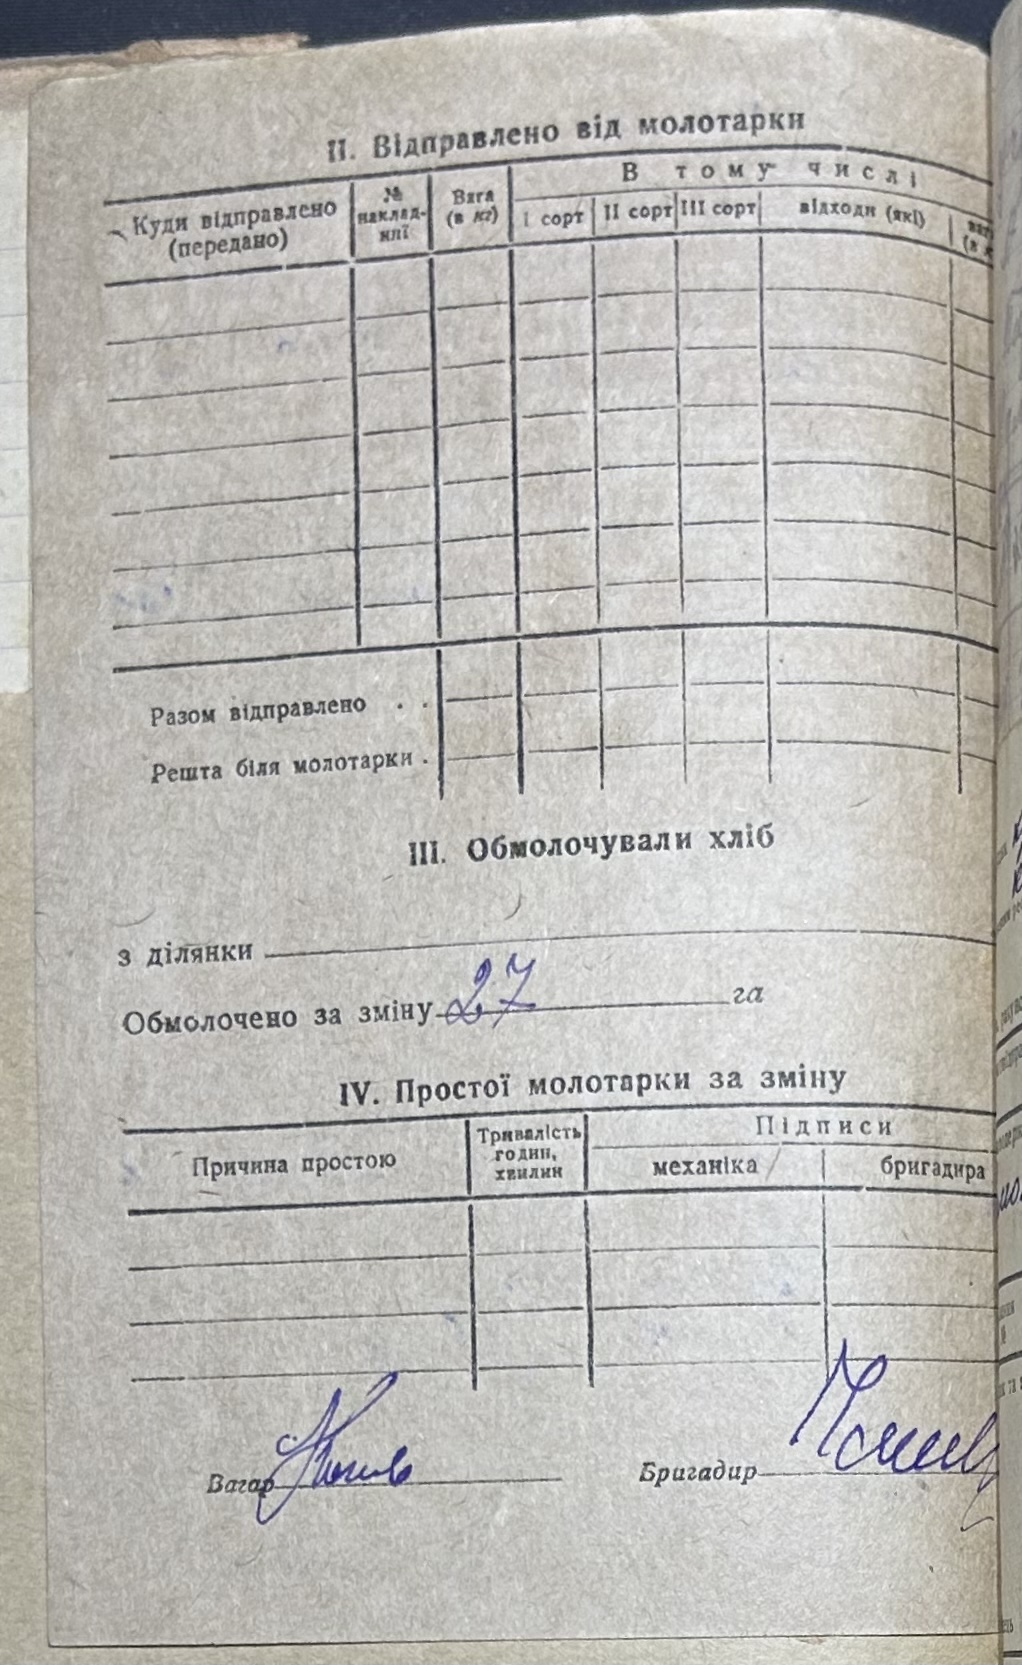 II. Відправлено від молотарки
Куди відправлено (передано)
№ наклад-ної
Вага (в кг)
В тому числі
I сорт
II сорт
III сорт
відходи (які)
Разом відправлено . .
Решта біля молотарки .
III. Обмолочували хліб
з ділянки
Обмолочено за зміну 27 га
IV. Простої молотарки за зміну
Причина простою
Тривалість годин, хвилин
Підписи
механіка
бригадира
Вагар
Бригадир